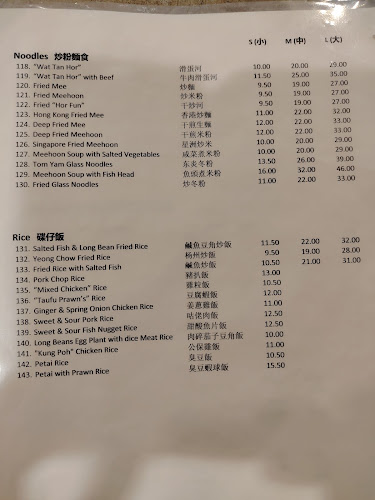 S (小) M (中) L (大)
Noodles 炒粉麵食
118. "Wat Tan Hor" 滑蛋河 10.00 20.00 29.00
119. "Wat Tan Hor" with Beef 牛肉滑蛋河 11.50 25.00 35.00
120. Fried Mee 炒麵 9.50 19.00 27.00
121. Fried Meehoon 炒米粉 9.50 19.00 27.00
122. Fried "Hor Fun" 干炒河 9.50 19.00 27.00
123. Hong Kong Fried Mee 香港炒麵 11.00 22.00 32.00
124. Deep Fried Mee 干煎生麵 12.00 22.00 33.00
125. Deep Fried Meehoon 干煎米粉 12.00 22.00 33.00
126. Singapore Fried Meehoon 星洲炒米 10.00 20.00 29.00
127. Meehoon Soup with Salted Vegetables 咸菜煮米粉 10.00 20.00 29.00
128. Tom Yam Glass Noodles 东炎冬粉 13.50 26.00 39.00
129. Meehoon Soup with Fish Head 魚頭煮米粉 16.00 32.00 46.00
130. Fried Glass Noodles 炒冬粉 11.00 22.00 33.00
Rice 碟仔飯
131. Salted Fish & Long Bean Fried Rice 鹹魚豆角炒飯 11.50 22.00 32.00
132. Yeong Chow Fried Rice 杨州炒飯 9.50 19.00 28.00
133. Fried Rice with Salted Fish 鹹魚炒飯 10.50 21.00 31.00
134. Pork Chop Rice 豬扒飯 13.00
135. "Mixed Chicken" Rice 雞粒飯 10.50
136. "Taufu Prawn's" Rice 豆腐蝦飯 12.00
137. Ginger & Spring Onion Chicken Rice 姜蔥雞飯 11.00
138. Sweet & Sour Pork Rice 咕佬肉飯 12.50
139. Sweet & Sour Fish Nugget Rice 甜酸魚片飯 12.50
140. Long Beans Egg Plant with dice Meat Rice 肉碎茄子豆角飯 10.00
141. "Kung Poh" Chicken Rice 公保雞飯 11.00
142. Petai Rice 臭豆飯 10.50
143. Petai with Prawn Rice 臭豆蝦球飯 15.50